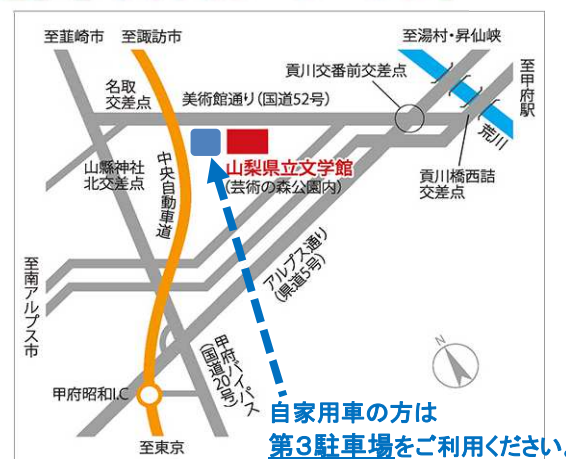 至韮崎市
至諏訪市
至湯村・昇仙峡
至甲府駅
名取
交差点
美術館通り(国道52号)
貢川交番前交差点
荒川
貢川橋西詰
交差点
山縣神社
北交差点
中央自動車道
山梨県立文学館
(芸術の森公園内)
アルプス通り
(県道5号)
至南アルプス市
甲府バイパス
(国道20号)
甲府昭和I.C
至東京
N
自家用車の方は
第3駐車場をご利用ください。